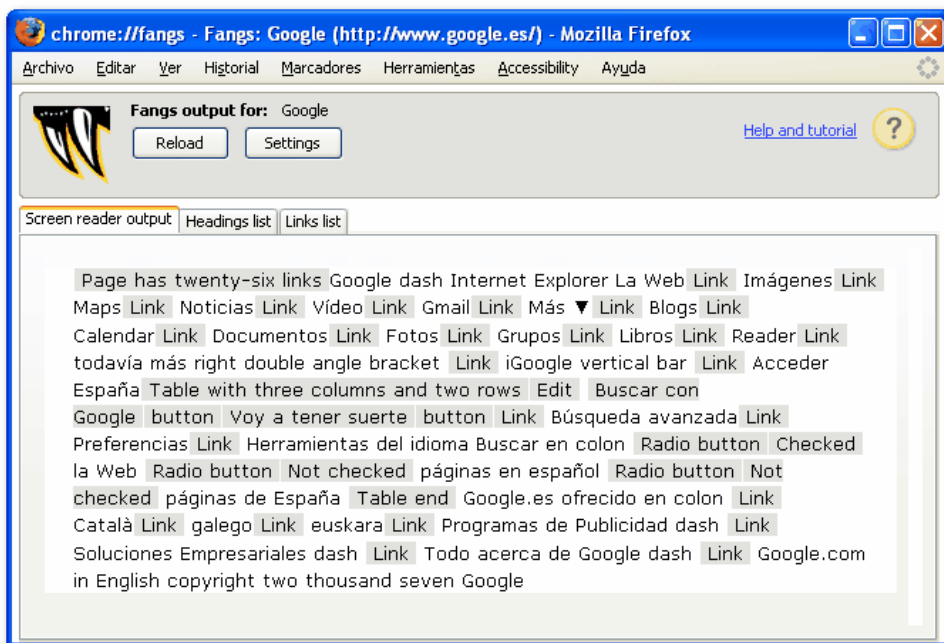 chrome://fangs - Fangs: Google (http://www.google.es/) - Mozilla Firefox
Archivo Editar Ver Historial Marcadores Herramientas Accessibility Ayuda
Fangs output for: Google
Reload Settings
Help and tutorial
?
Screen reader output Headings list Links list
Page has twenty-six links Google dash Internet Explorer La Web Link Imágenes Link
Maps Link Noticias Link Vídeo Link Gmail Link Más ▼ Link Blogs Link
Calendar Link Documentos Link Fotos Link Grupos Link Libros Link Reader Link
todavía más right double angle bracket Link iGoogle vertical bar Link Acceder
España Table with three columns and two rows Edit Buscar con
Google button Voy a tener suerte button Link Búsqueda avanzada Link
Preferencias Link Herramientas del idioma Buscar en colon Radio button Checked
la Web Radio button Not checked páginas en español Radio button Not
checked páginas de España Table end Google.es ofrecido en colon Link
Català Link galego Link euskara Link Programas de Publicidad dash Link
Soluciones Empresariales dash Link Todo acerca de Google dash Link Google.com
in English copyright two thousand seven Google